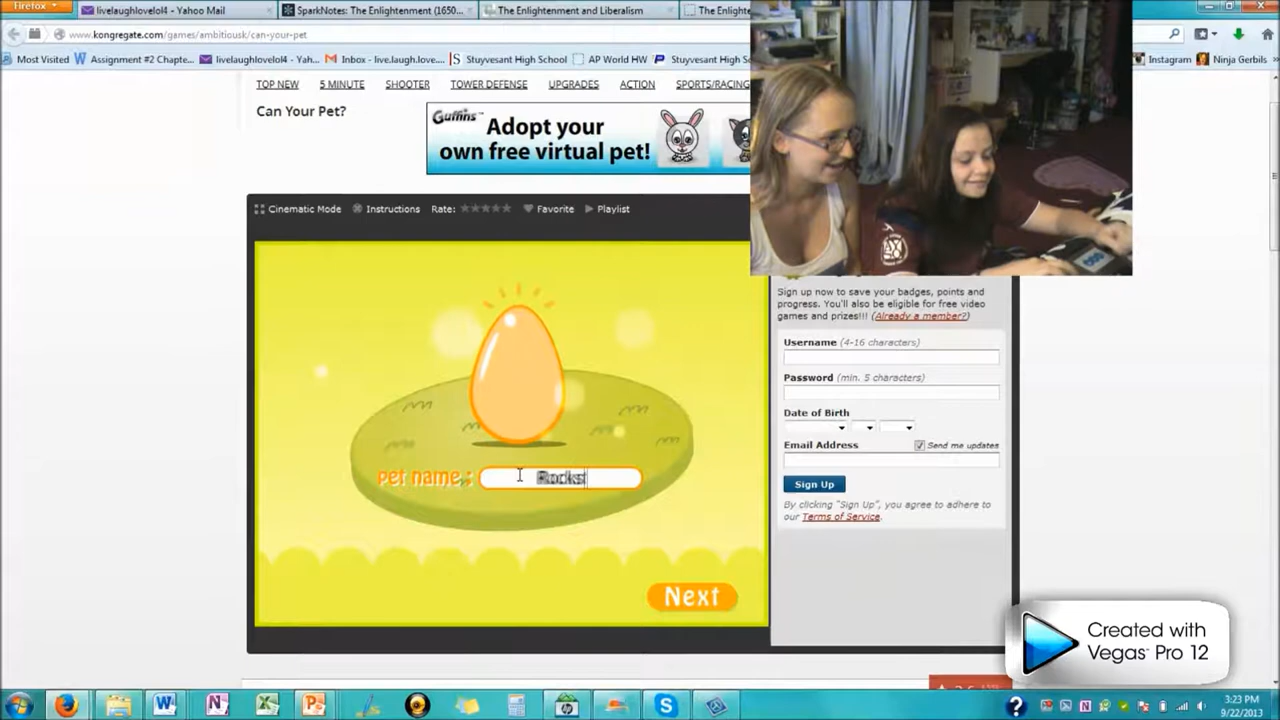 Firefox
livelaughlovelol4 - Yahoo Mail
SparkNotes: The Enlightenment (1650...
The Enlightenment and Liberalism
The Enlighten
www.kongregate.com/games/ambitiousk/can-your-pet
Most Visited
Assignment #2 Chapte...
livelaughlovelol4 - Yah...
Inbox - live.laugh.love....
Stuyvesant High School
AP World HW
Stuyvesant High S
Instagram
Ninja Gerbils
TOP NEW
5 MINUTE
SHOOTER
TOWER DEFENSE
UPGRADES
ACTION
SPORTS/RACING
Can Your Pet?
Guffins
Adopt your
own free virtual pet!
Cinematic Mode
Instructions
Rate:
Favorite
Playlist
Sign up now to save your badges, points and
progress. You'll also be eligible for free video
games and prizes!!! (Already a member?)
Username (4-16 characters)
Password (min. 5 characters)
Date of Birth
Email Address
Send me updates
Sign Up
By clicking "Sign Up", you agree to adhere to
our Terms of Service.
pet name :
Rockst
Next
Created with
Vegas Pro 12
3:23 PM
9/22/2013